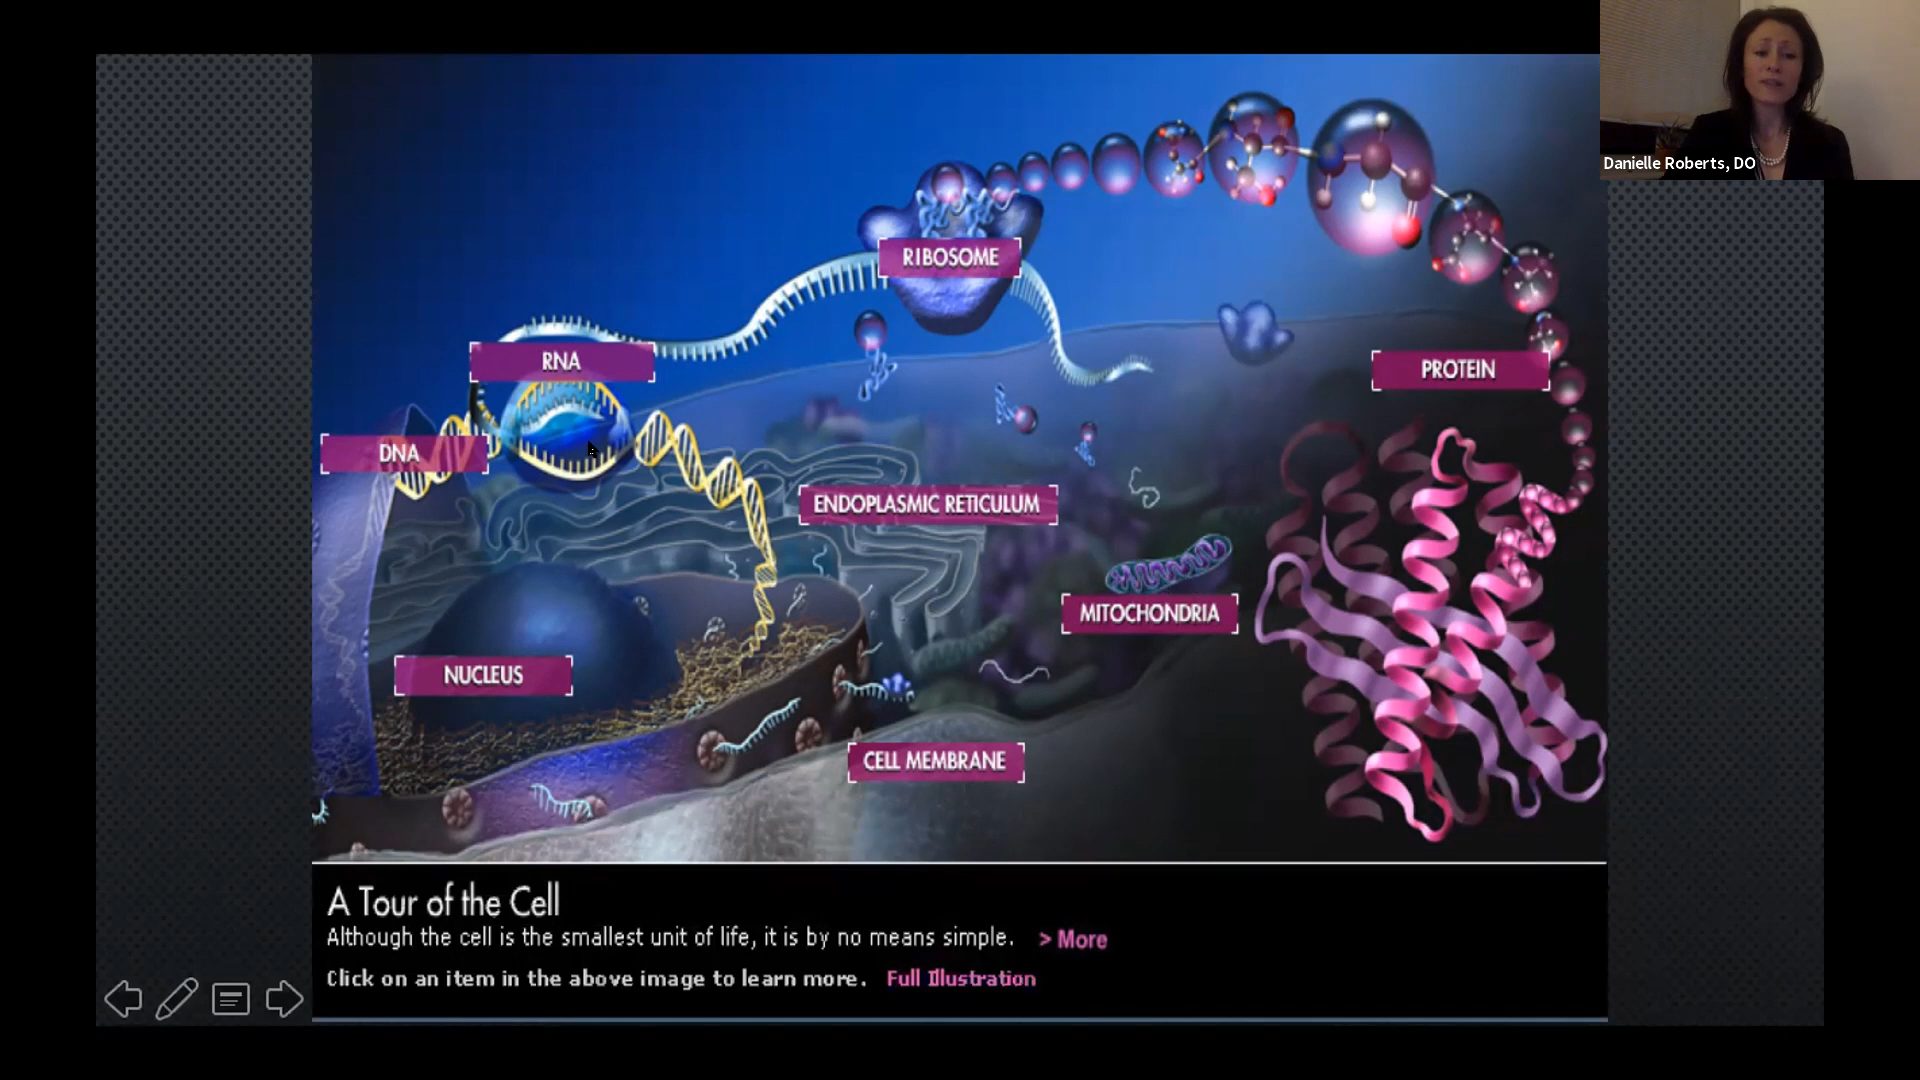 Danielle Roberts, DO
RIBOSOME
RNA
PROTEIN
DNA
ENDOPLASMIC RETICULUM
MITOCHONDRIA
NUCLEUS
CELL MEMBRANE
A Tour of the Cell
Although the cell is the smallest unit of life, it is by no means simple. > More
Click on an item in the above image to learn more. Full Illustration